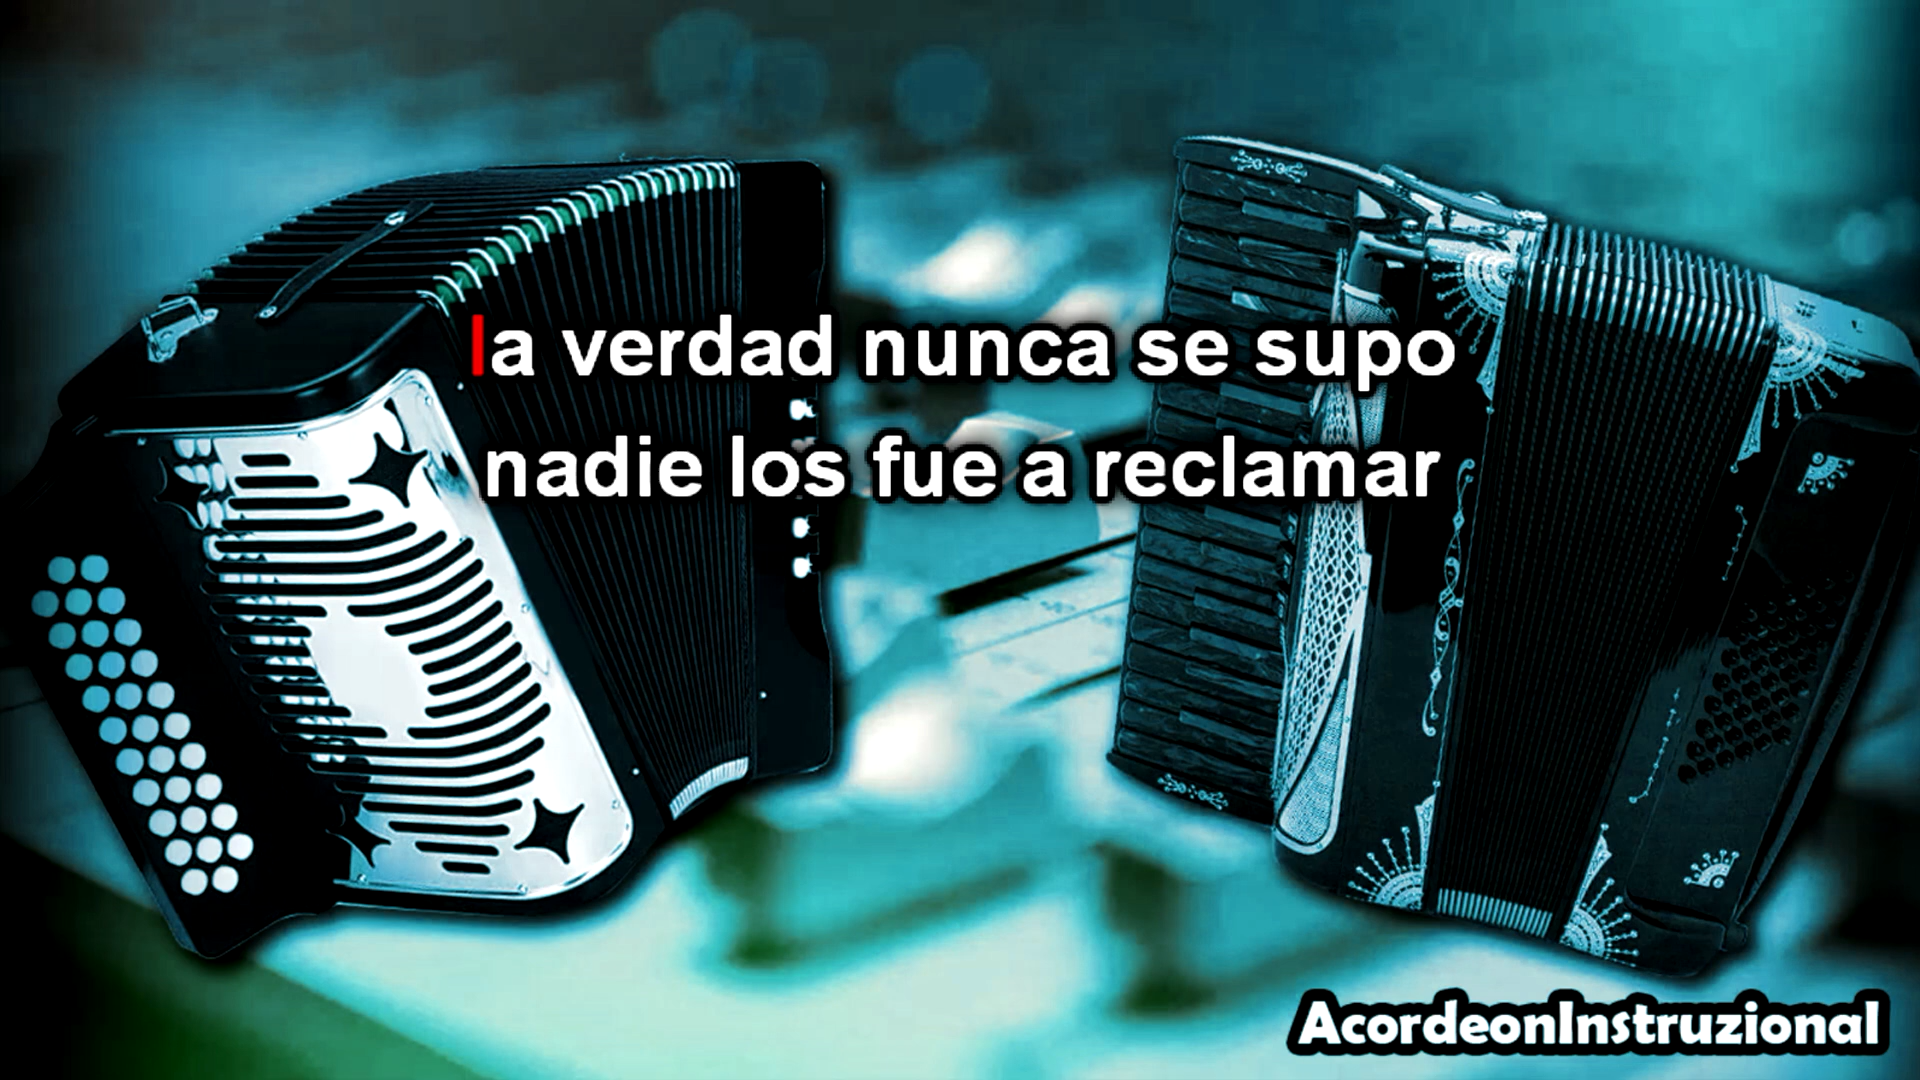 la verdad nunca se supo
nadie los fue a reclamar
AcordeonInstruzional